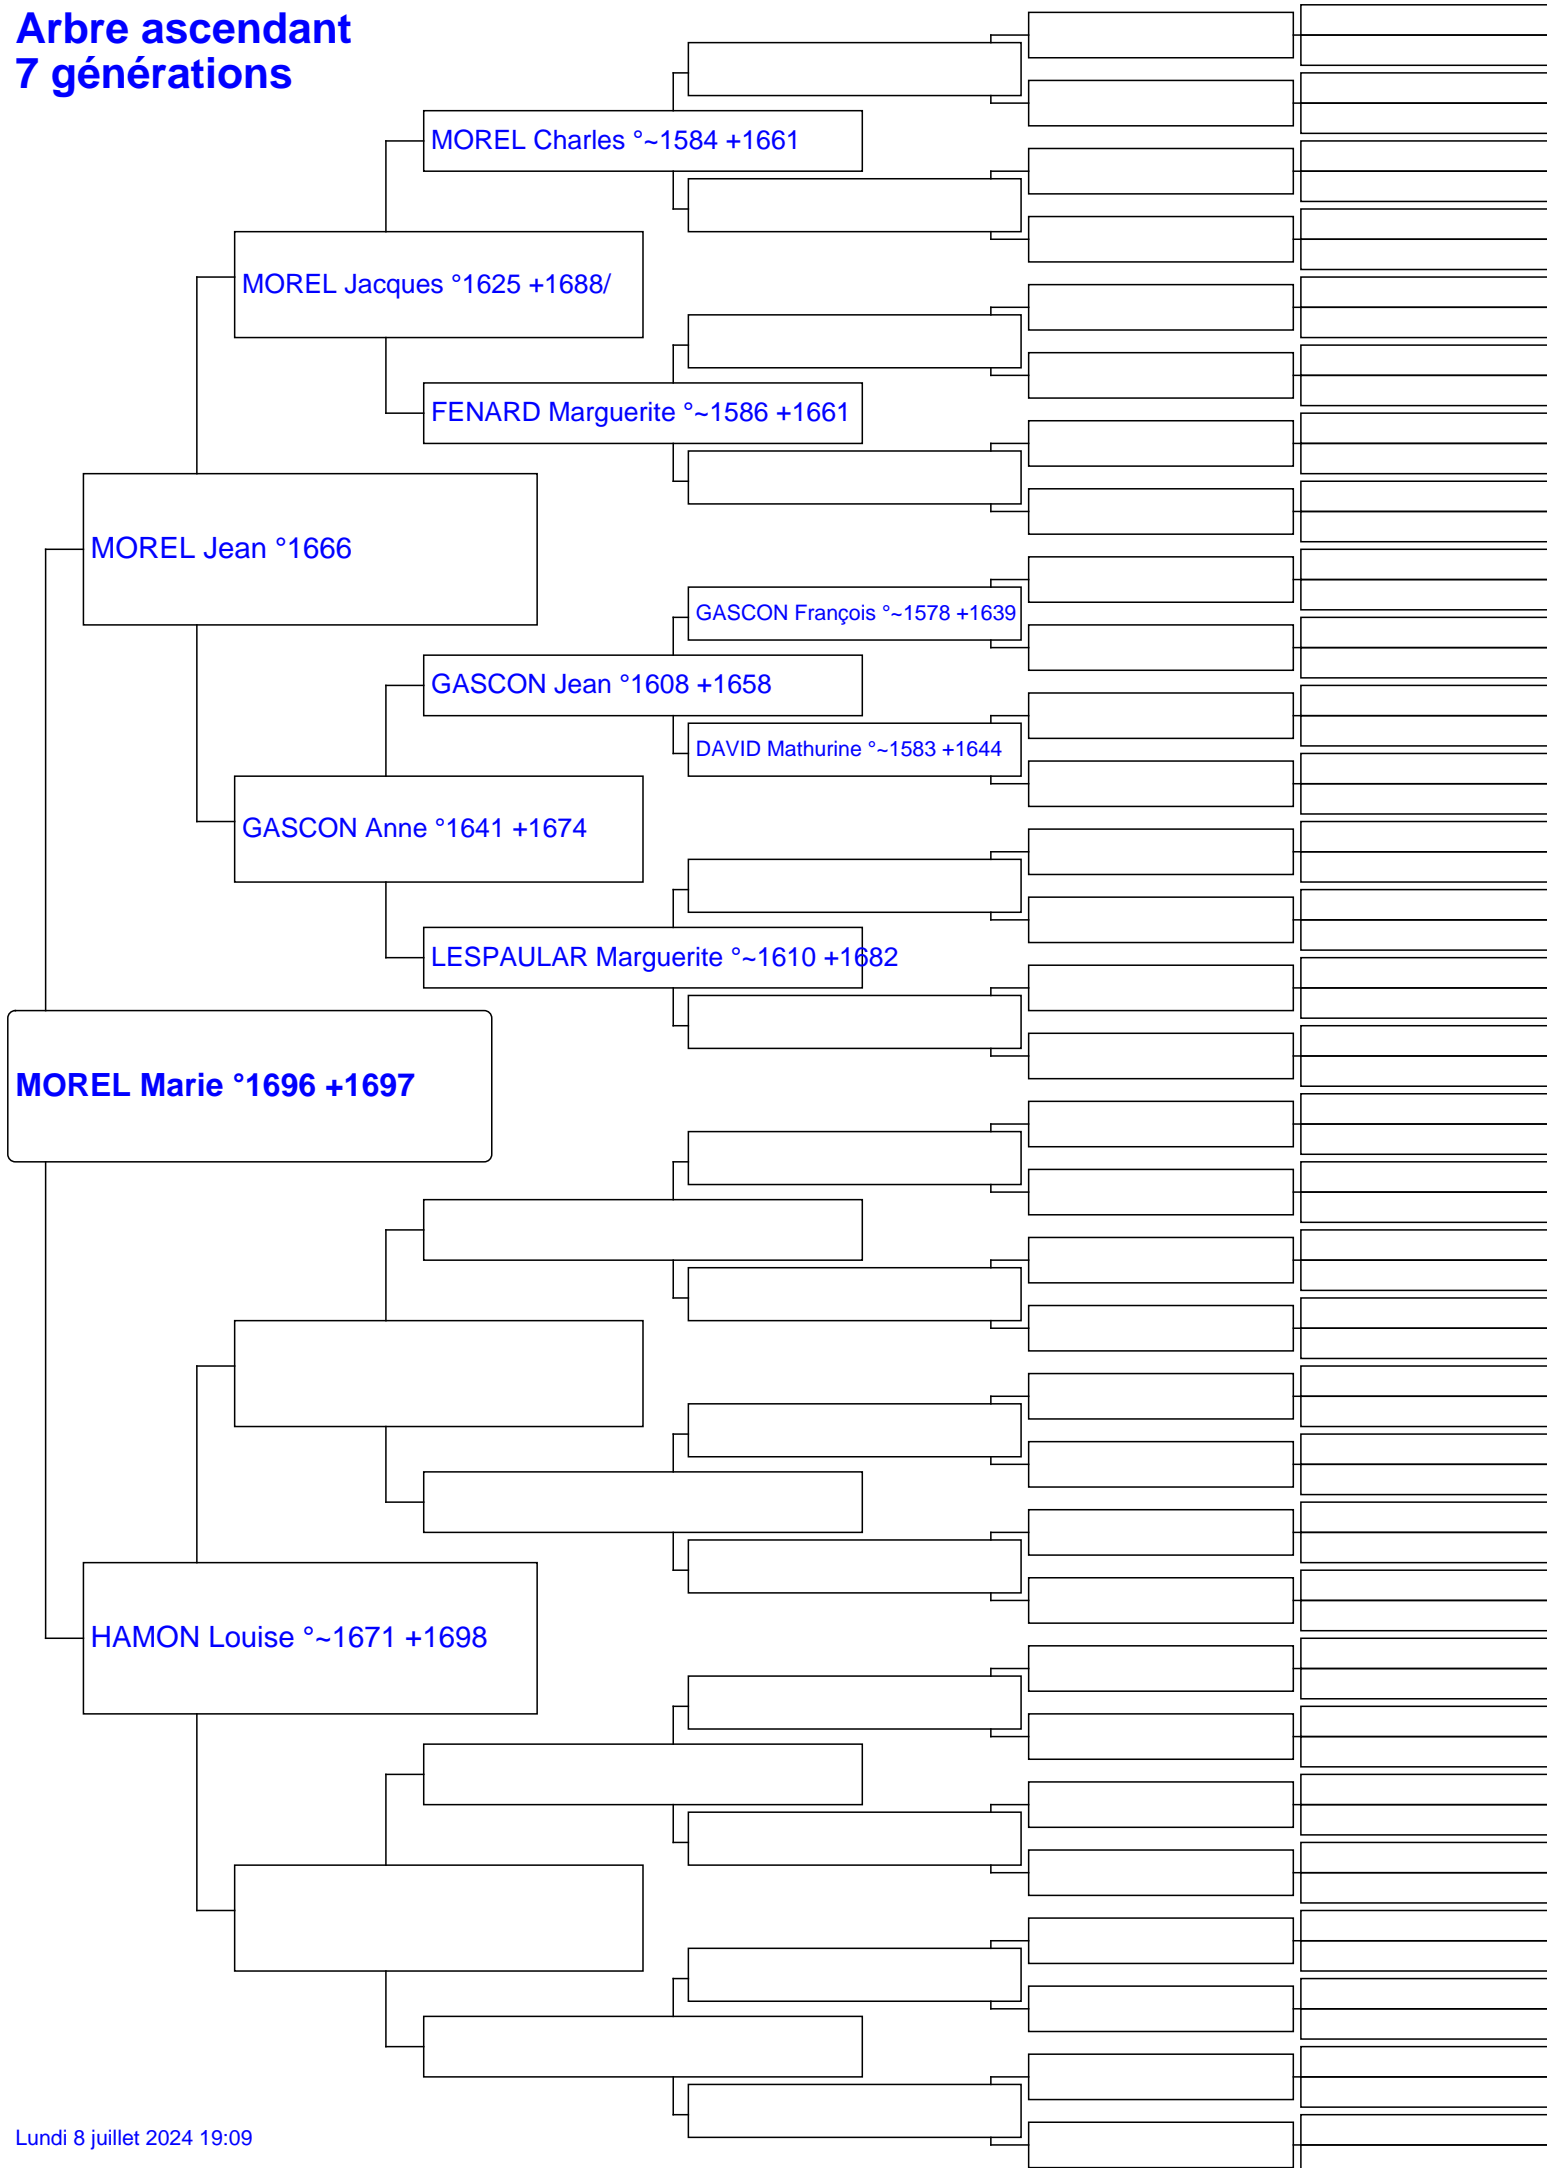 Arbre ascendant
7 générations
MOREL Charles °~1584 +1661
MOREL Jacques °1625 +1688/
FENARD Marguerite °~1586 +1661
MOREL Jean °1666
GASCON François °~1578 +1639
GASCON Jean °1608 +1658
DAVID Mathurine °~1583 +1644
GASCON Anne °1641 +1674
LESPAULAR Marguerite °~1610 +1682
MOREL Marie °1696 +1697
HAMON Louise °~1671 +1698
Lundi 8 juillet 2024 19:09